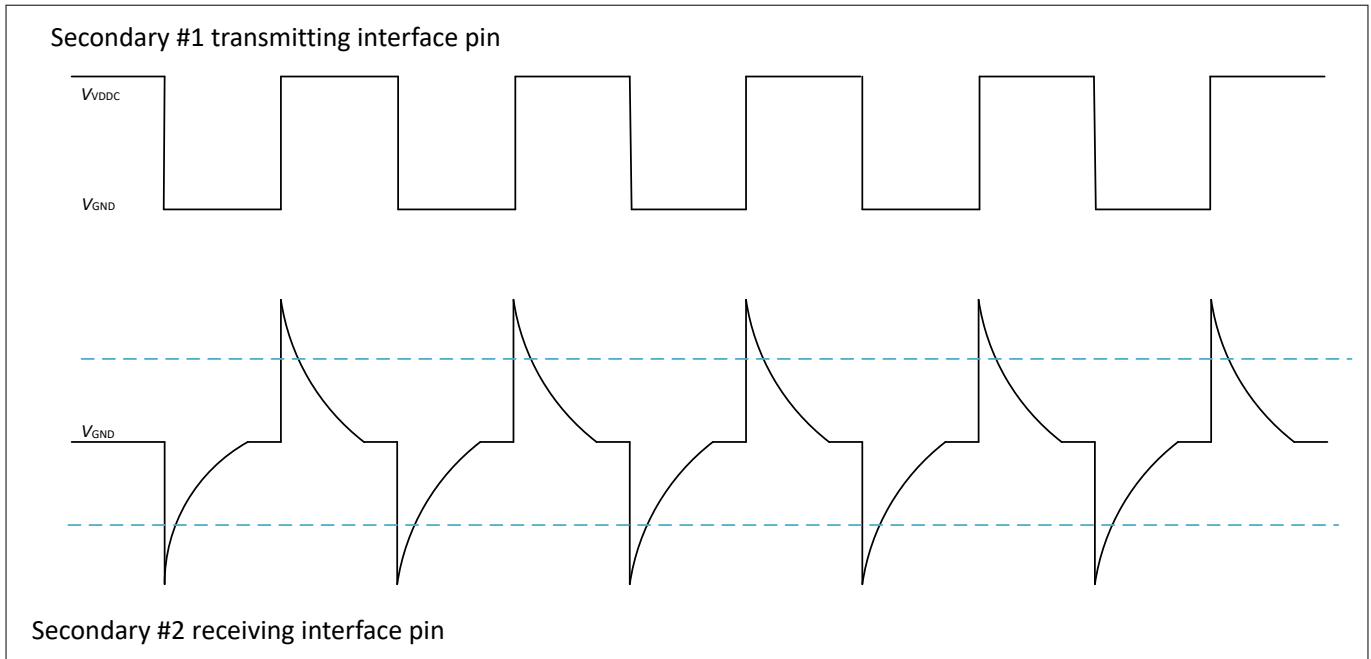 Secondary #1 transmitting interface pin
VVDDC
VGND
VGND
Secondary #2 receiving interface pin